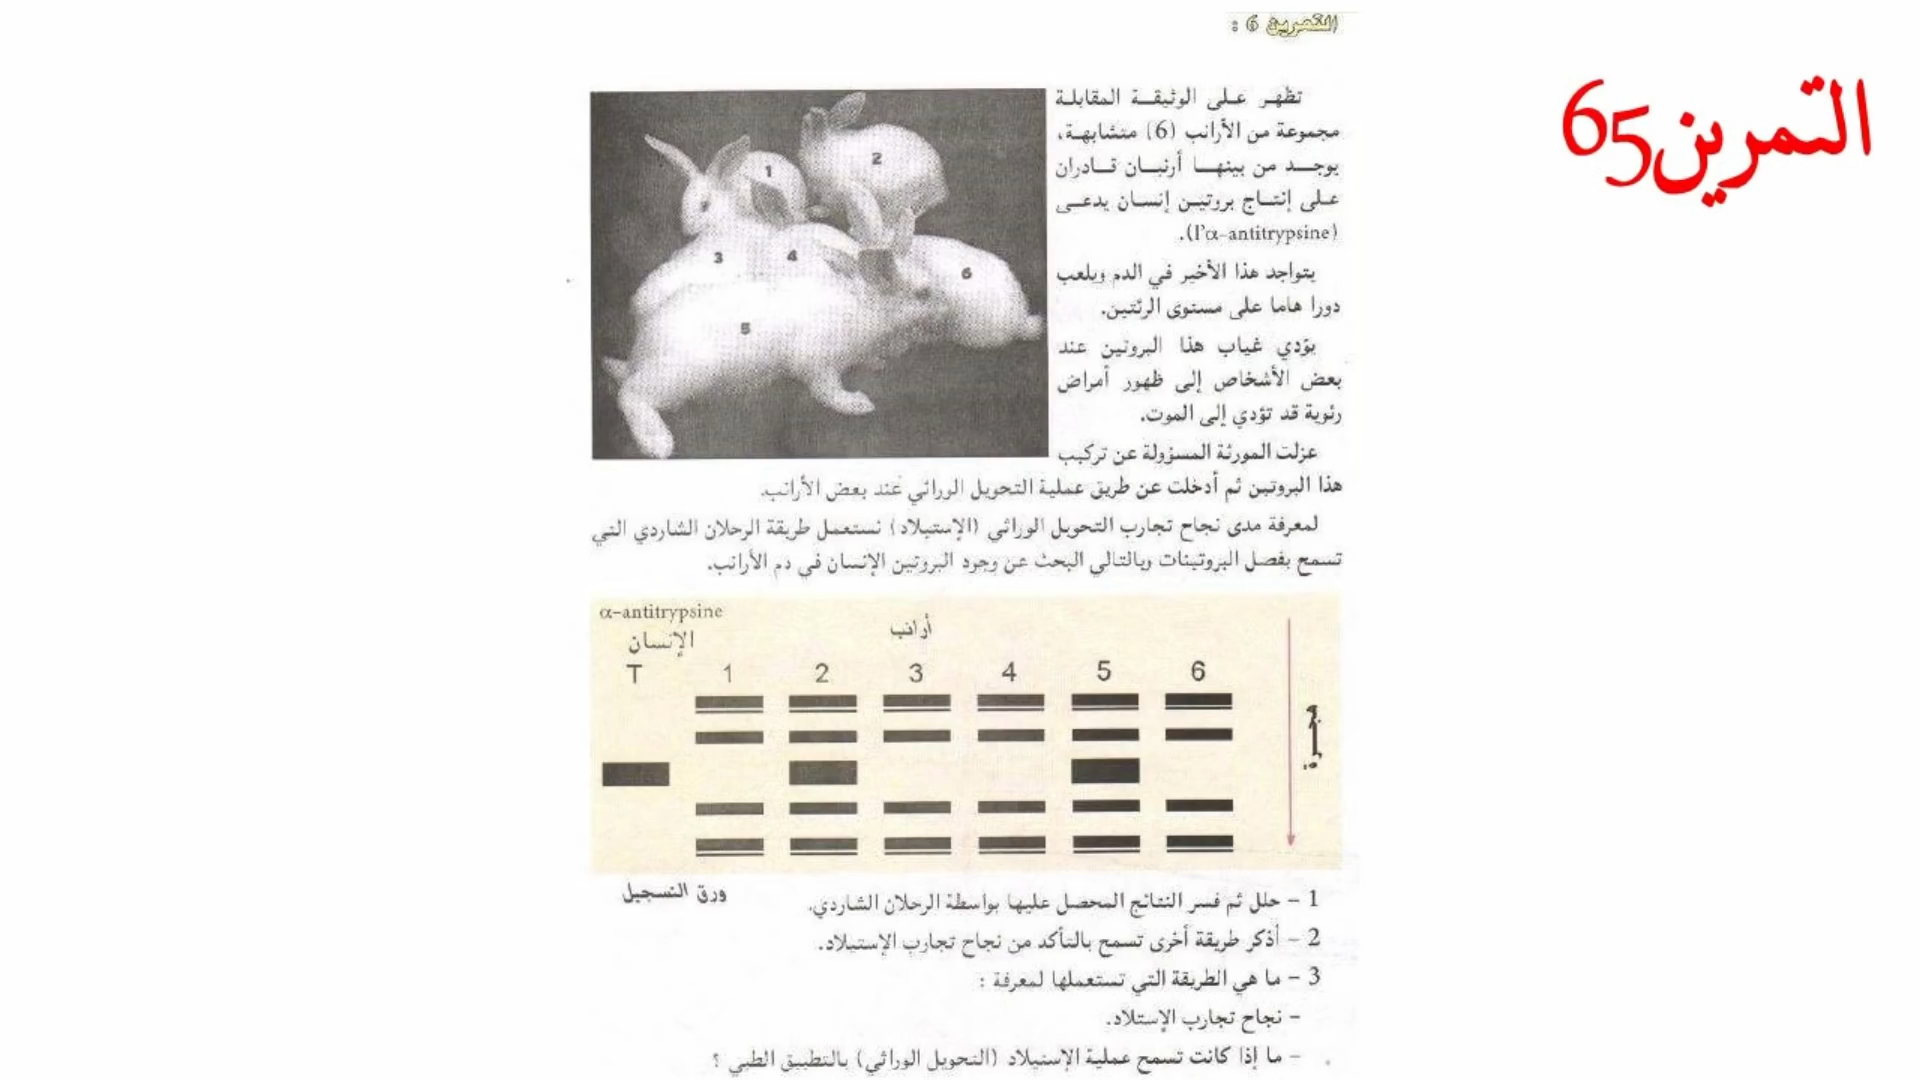 التمرين 6 :
التمرين65
تظهر على الوثيقة المقابلة
مجموعة من الأرانب (6) متشابهة،
يوجد من بينها أرنبان قادران
على إنتاج بروتين إنسان يدعى
(l'α-antitrypsine).
يتواجد هذا الأخير في الدم ويلعب
دورا هاما على مستوى الرئتين.
يؤدي غياب هذا البروتين عند
بعض الأشخاص إلى ظهور أمراض
رئوية قد تؤدي إلى الموت.
عزلت المورثة المسؤولة عن تركيب
هذا البروتين ثم أدخلت عن طريق عملية التحويل الوراثي عند بعض الأرانب.
لمعرفة مدى نجاح تجارب التحويل الوراثي (الإستيلاد) نستعمل طريقة الرحلان الشاردي التي
تسمح بفصل البروتينات وبالتالي البحث عن وجود البروتين الإنسان في دم الأرانب.
1
2
3
4
5
6
α-antitrypsine
الإنسان
أرانب
T 1 2 3 4 5 6
هجرة
ورق التسجيل
1 - حلل ثم فسر النتائج المحصل عليها بواسطة الرحلان الشاردي.
2 - أذكر طريقة أخرى تسمح بالتأكد من نجاح تجارب الإستيلاد.
3 - ما هي الطريقة التي تستعملها لمعرفة :
- نجاح تجارب الإستلاد.
- ما إذا كانت تسمح عملية الإستيلاد (التحويل الوراثي) بالتطبيق الطبي ؟